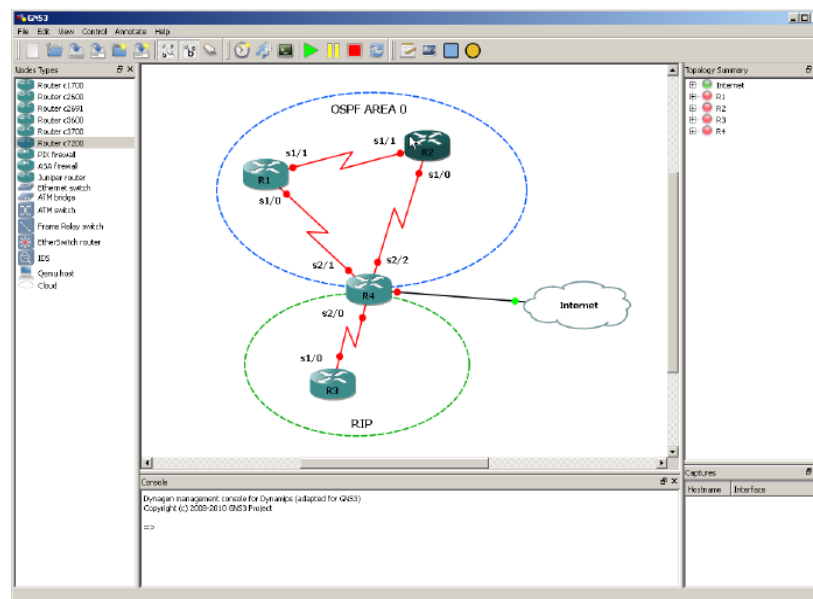 GNS3
File Edit View Control Annotate Help
Nodes Types
Router c1700
Router c2600
Router c2691
Router c3600
Router c3700
Router c7200
PIX firewall
ASA firewall
Juniper router
Ethernet switch
ATM bridge
ATM switch
Frame Relay switch
EtherSwitch router
IDS
Qemu host
Cloud
OSPF AREA 0
s1/1
s1/1
R2
R1
s1/0
s1/0
s2/1
s2/2
R4
Internet
s2/0
s1/0
R3
RIP
Topology Summary
Internet
R1
R2
R3
R4
Console
Dynagen management console for Dynamips (adapted for GNS3)
Copyright (c) 2008-2010 GNS3 Project
=>
Captures
Hostname Interface